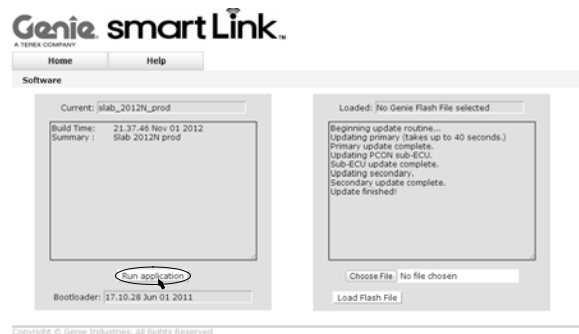 Genie smartLink™
A TEREX COMPANY
Home Help
Software
Current: slab_2012N_prod
Build Time: 21.37.46 Nov 01 2012
Summary : Slab 2012N prod
Run application
Bootloader: 17.10.28 Jun 01 2011
Loaded: No Genie Flash File selected
Beginning update routine...
Updating primary (takes up to 40 seconds.)
Primary update complete.
Updating PCON sub-ECU.
Sub-ECU update complete.
Updating secondary.
Secondary update complete.
Update finished!
Choose File No file chosen
Load Flash File
Copyright © Genie Industries. All Rights Reserved